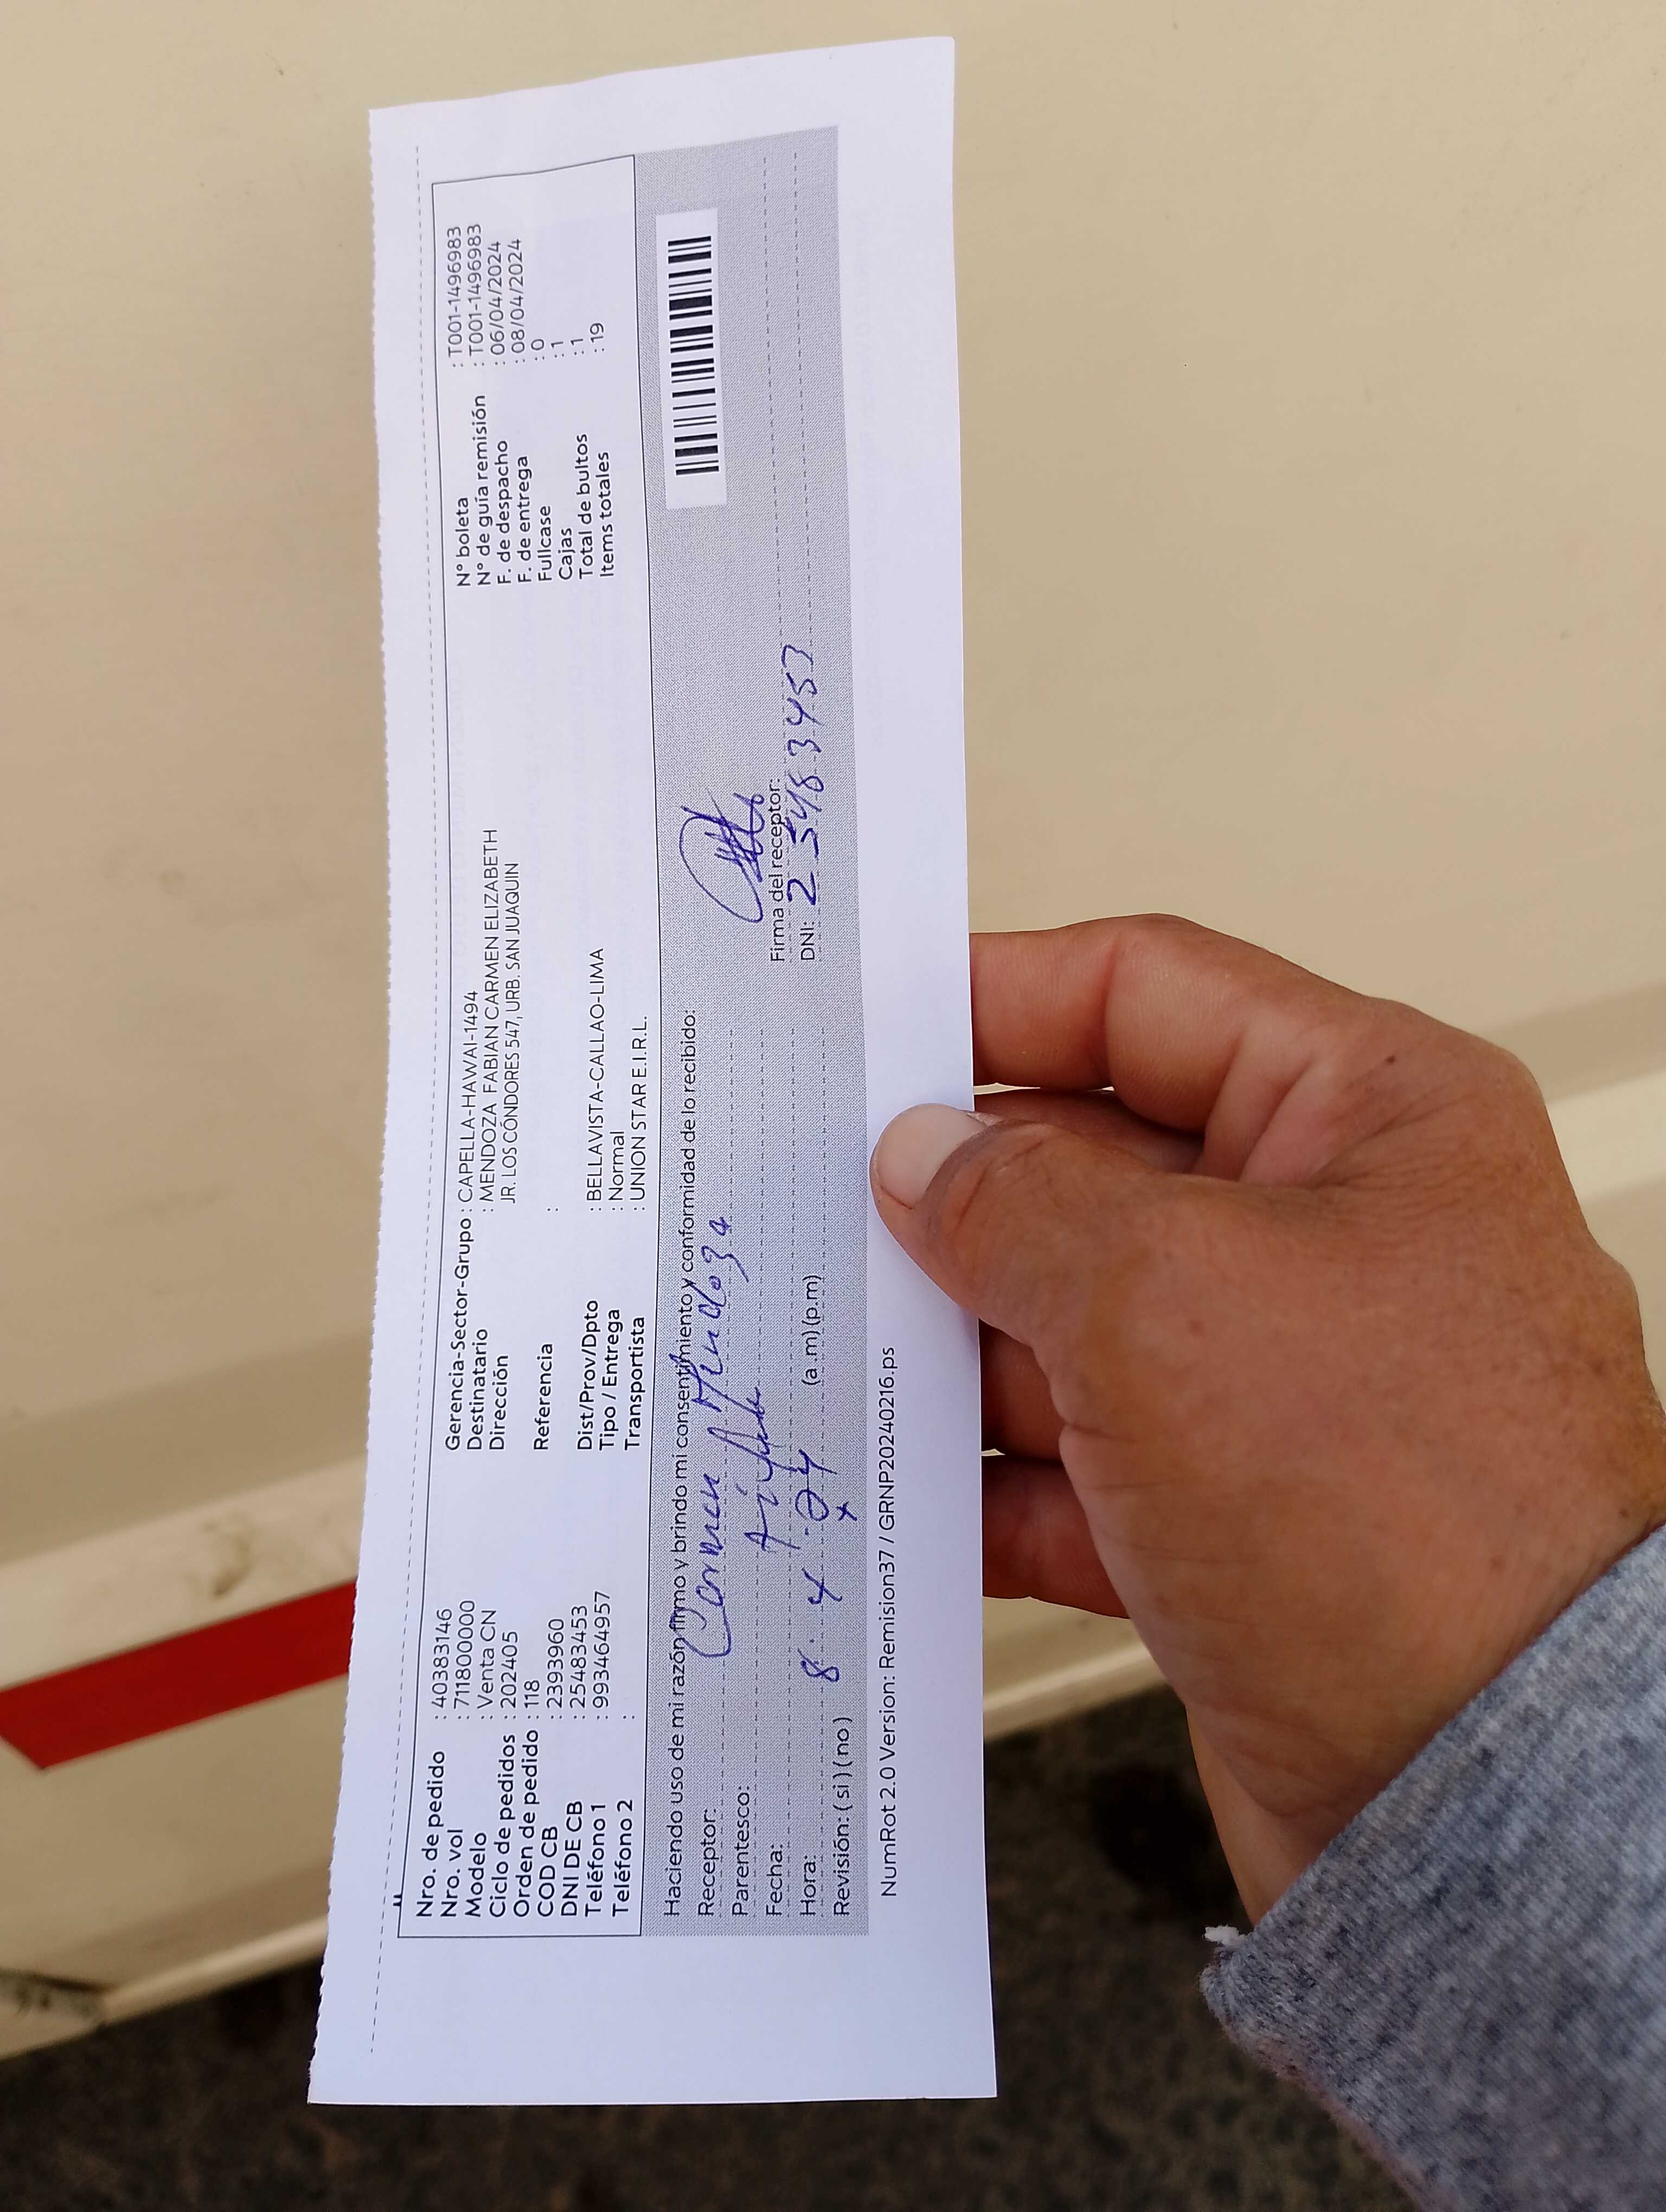 Nro. de pedido : 40383146
Nro. vol : 711800000
Modelo : Venta CN
Ciclo de pedidos : 202405
Orden de pedido : 118
COD CB : 2393960
DNI DE CB : 25483453
Teléfono 1 : 993464957
Teléfono 2 :
Gerencia-Sector-Grupo : CAPELLA-HAWAI-1494
Destinatario : MENDOZA FABIAN CARMEN ELIZABETH
Dirección JR. LOS CÓNDORES 547, URB. SAN JUAQUIN
Referencia :
Dist/Prov/Dpto : BELLAVISTA-CALLAO-LIMA
Tipo / Entrega : Normal
Transportista : UNION STAR E.I.R.L.
N° boleta : T001-1496983
N° de guía remisión : T001-1496983
F. de despacho : 06/04/2024
F. de entrega : 08/04/2024
Fullcase : 0
Cajas : 1
Total de bultos : 1
Items totales : 19
Haciendo uso de mi razón firmo y brindo mi consentimiento y conformidad de lo recibido:
Receptor: Carmen Mendoza
Parentesco:
Fecha: 8 4 24
Hora: (a.m)(p.m)
Revisión: ( si ) ( no ) x
Firma del receptor:
DNI: 25483453
NumRot 2.0 Version: Remision37 / GRNP20240216.ps